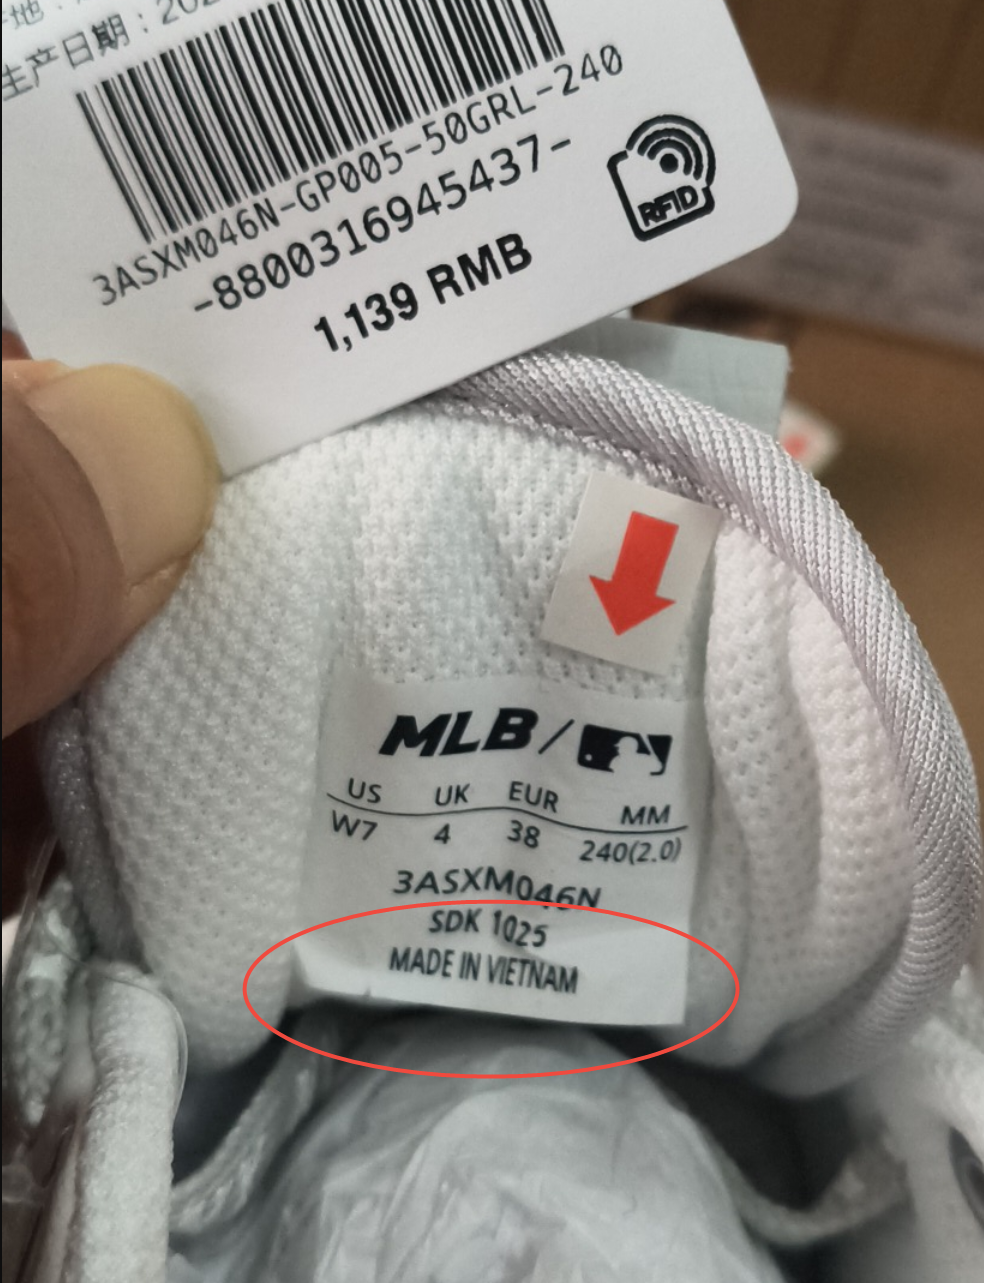 生产日期：202
3ASXM046N-GP005-50GRL-240
-8800316945437-
1,139 RMB
RFID
MLB /
US UK EUR MM
W7 4 38 240(2.0)
3ASXM046N
SDK 1025
MADE IN VIETNAM